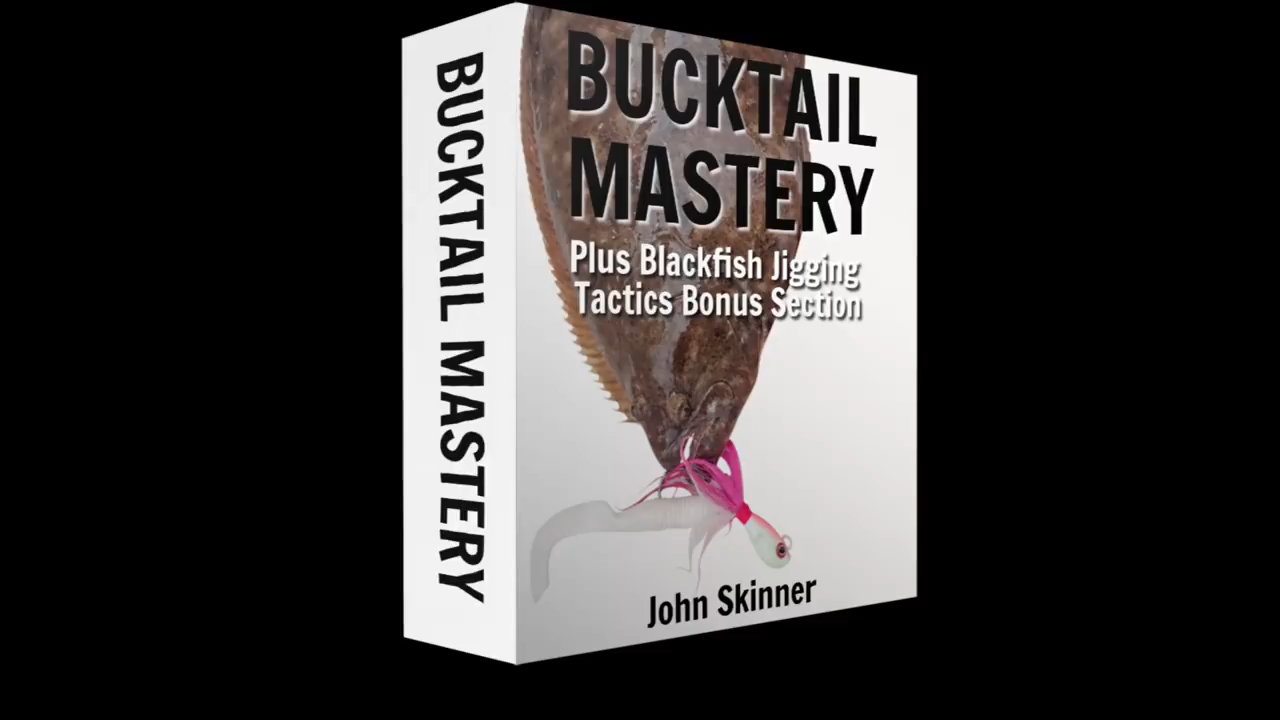 BUCKTAIL MASTERY
BUCKTAIL
MASTERY
Plus Blackfish Jigging
Tactics Bonus Section
John Skinner